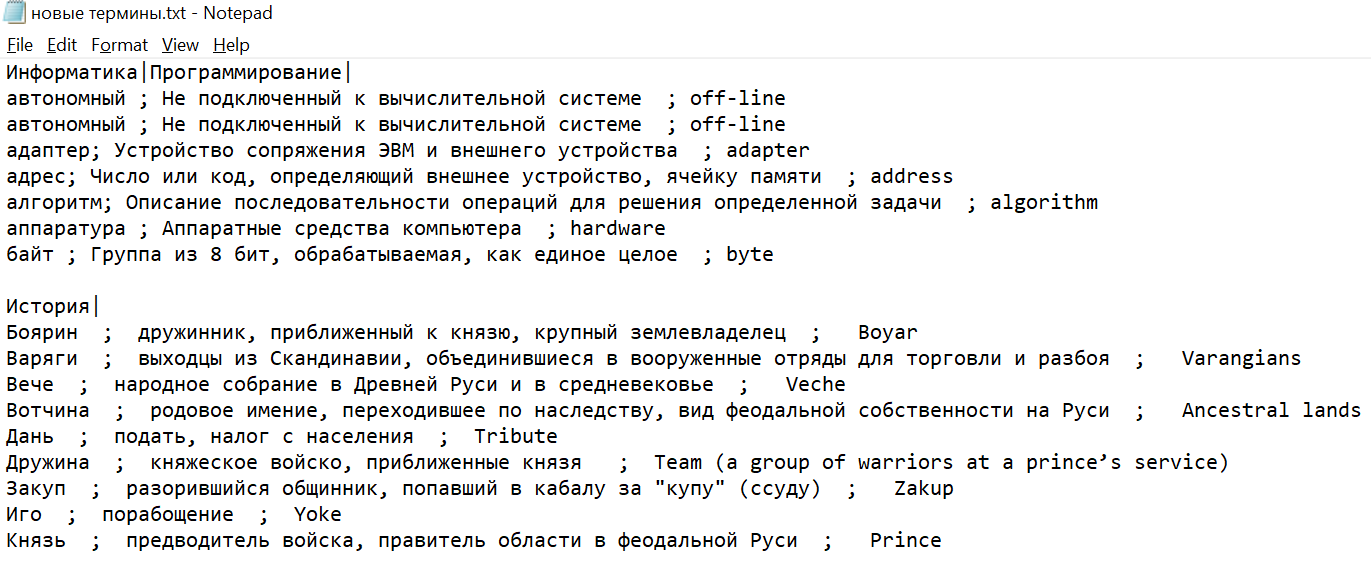 новые термины.txt - Notepad
File Edit Format View Help
Информатика|Программирование|
автономный ; Не подключенный к вычислительной системе  ; off-line
автономный ; Не подключенный к вычислительной системе  ; off-line
адаптер; Устройство сопряжения ЭВМ и внешнего устройства  ; adapter
адрес; Число или код, определяющий внешнее устройство, ячейку памяти  ; address
алгоритм; Описание последовательности операций для решения определенной задачи  ; algorithm
аппаратура ; Аппаратные средства компьютера  ; hardware
байт ; Группа из 8 бит, обрабатываемая, как единое целое  ; byte
История|
Боярин  ;  дружинник, приближенный к князю, крупный землевладелец  ;   Boyar
Варяги  ;  выходцы из Скандинавии, объединившиеся в вооруженные отряды для торговли и разбоя  ;   Varangians
Вече  ;  народное собрание в Древней Руси и в средневековье  ;   Veche
Вотчина  ;  родовое имение, переходившее по наследству, вид феодальной собственности на Руси  ;   Ancestral lands
Дань  ;  подать, налог с населения  ;  Tribute
Дружина  ;  княжеское войско, приближенные князя   ;  Team (a group of warriors at a prince’s service)
Закуп  ;  разорившийся общинник, попавший в кабалу за "купу" (ссуду)  ;   Zakup
Иго  ;  порабощение  ;  Yoke
Князь  ;  предводитель войска, правитель области в феодальной Руси  ;   Prince